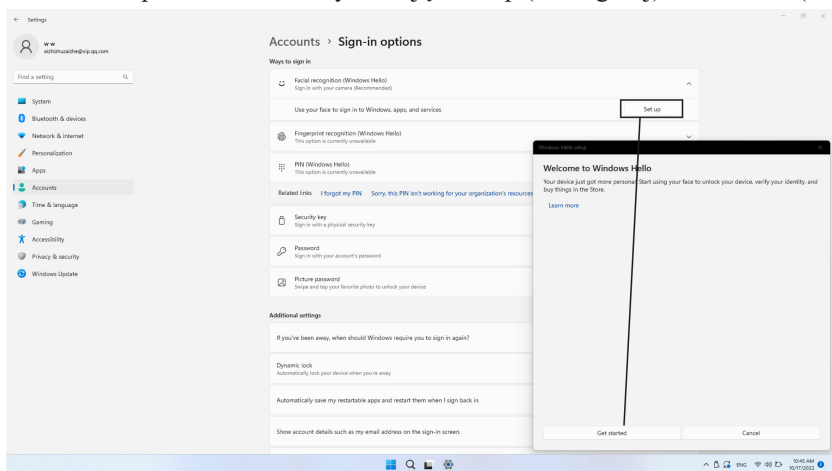 Settings
Accounts > Sign-in options
w w
aizhizhuzaizhe@vip.qq.com
Ways to sign in
Find a setting
Facial recognition (Windows Hello)
Sign in with your camera (Recommended)
System
Use your face to sign in to Windows, apps, and services
Set up
Bluetooth & devices
Network & internet
Fingerprint recognition (Windows Hello)
This option is currently unavailable
Personalization
Apps
PIN (Windows Hello)
This option is currently unavailable
Accounts
Related links I forgot my PIN Sorry, this PIN isn't working for your organization's resources
Time & language
Gaming
Security key
Sign in with a physical security key
Accessibility
Privacy & security
Password
Sign in with your account's password
Windows Update
Picture password
Swipe and tap your favorite photo to unlock your device
Additional settings
If you've been away, when should Windows require you to sign in again?
Dynamic lock
Automatically lock your device when you're away
Automatically save my restartable apps and restart them when I sign back in
Show account details such as my email address on the sign-in screen.
Windows Hello setup
Welcome to Windows Hello
Your device just got more personal. Start using your face to unlock your device, verify your identity, and
buy things in the Store.
Learn more
Get started
Cancel
ENG
10:45 AM
10/17/2022